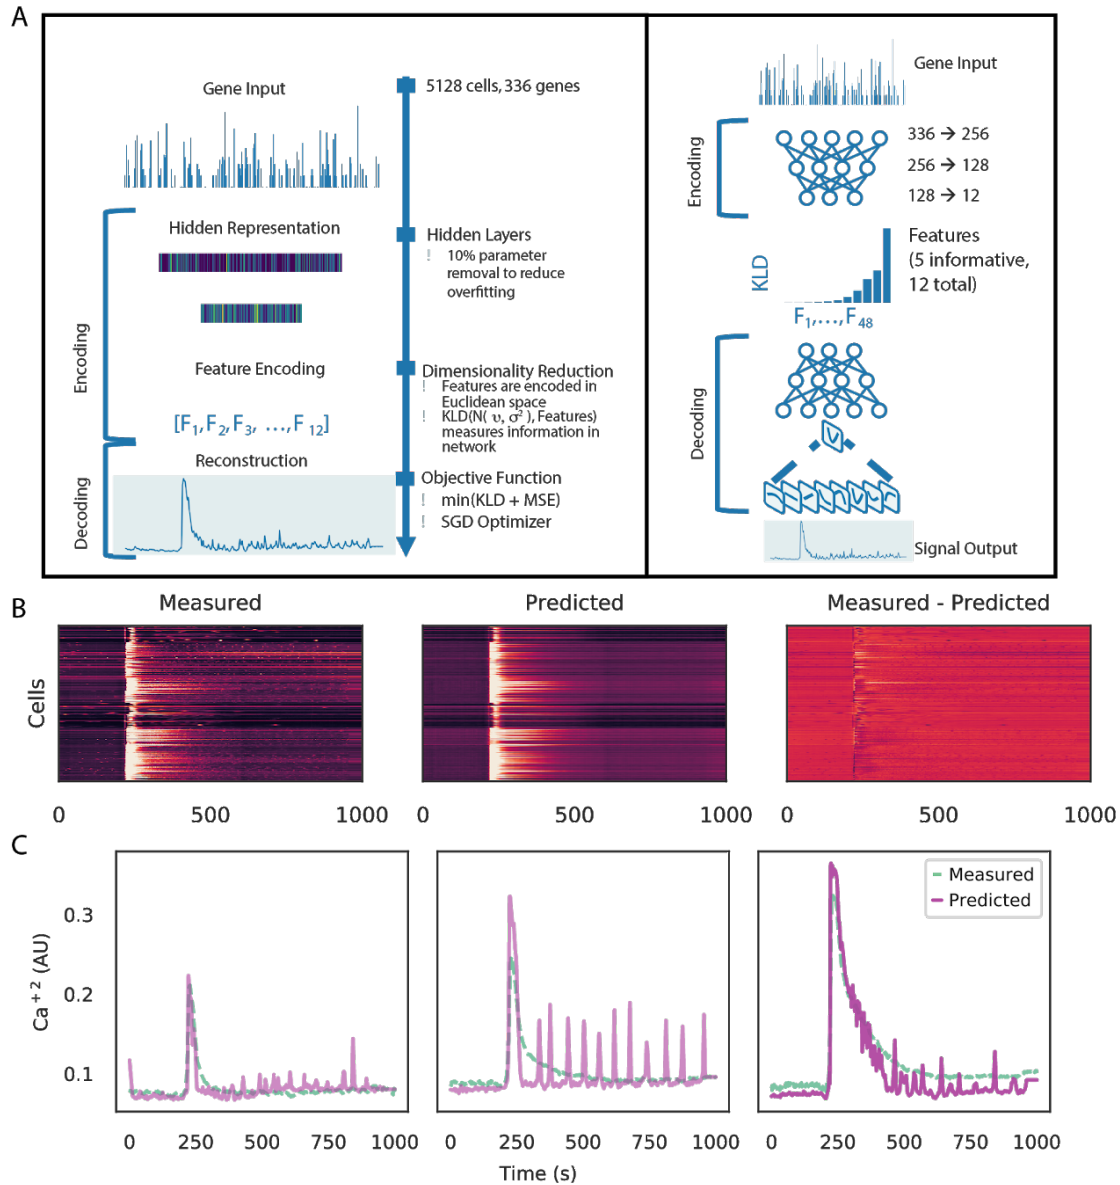 A
Gene Input
5128 cells, 336 genes
Hidden Representation
Hidden Layers
! 10% parameter
removal to reduce
overfitting
Encoding
Feature Encoding
Dimensionality Reduction
! Features are encoded in
Euclidean space
! KLD(N( υ, σ², Features)
measures information in
network
[F₁, F₂, F₃, ..., F ₁₂]
Decoding
Reconstruction
Objective Function
! min(KLD + MSE)
! SGD Optimizer
Gene Input
Encoding
336 → 256
256 → 128
128 → 12
KLD
Features
(5 informative,
12 total)
F₁,...,F₄₈
Decoding
Signal Output
B
Measured
Predicted
Measured - Predicted
Cells
0 500 1000
0 500 1000
0 500 1000
C
Measured
Predicted
Ca⁺² (AU)
0.3
0.2
0.1
0 250 500 750 1000
0 250 500 750 1000
0 250 500 750 1000
Time (s)